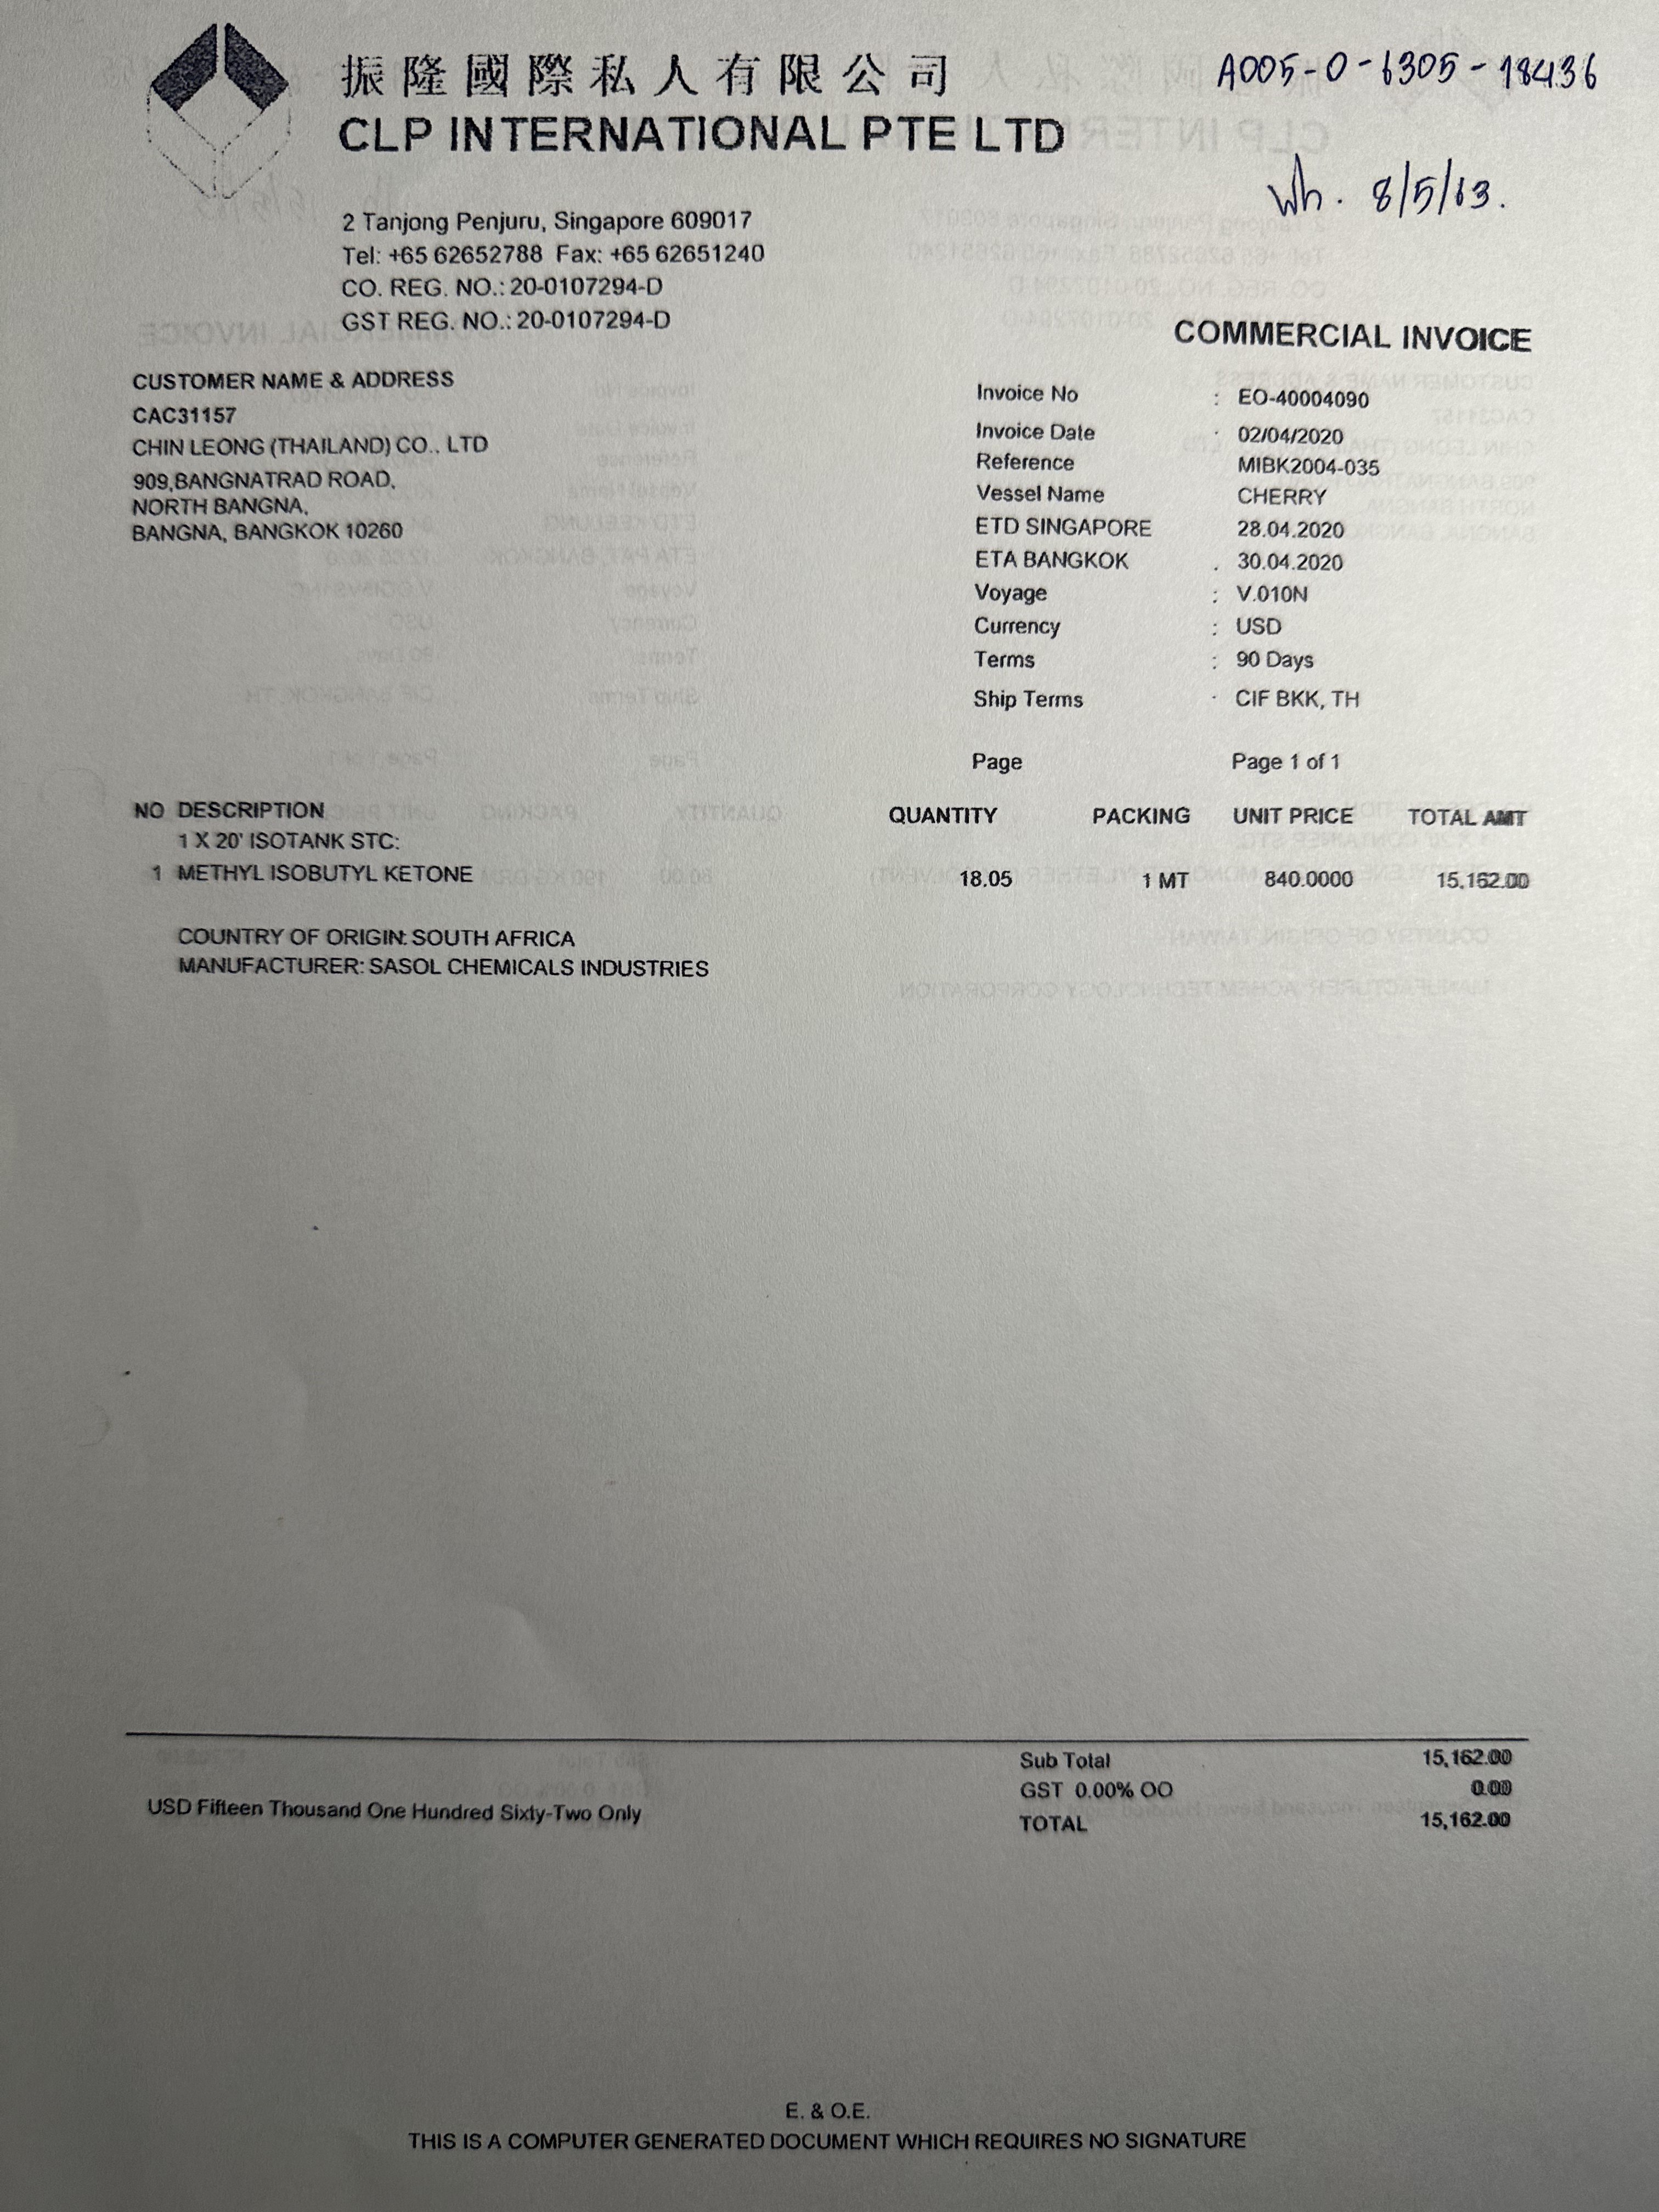 振隆國際私人有限公司
A005-0-6305-18436
CLP INTERNATIONAL PTE LTD
8/5/63.
2 Tanjong Penjuru, Singapore 609017
Tel: +65 62652788 Fax: +65 62651240
CO. REG. NO.: 20-0107294-D
GST REG. NO.: 20-0107294-D
COMMERCIAL INVOICE
CUSTOMER NAME & ADDRESS
CAC31157
CHIN LEONG (THAILAND) CO., LTD
909,BANGNATRAD ROAD,
NORTH BANGNA,
BANGNA, BANGKOK 10260
Invoice No : EO-40004090
Invoice Date : 02/04/2020
Reference MIBK2004-035
Vessel Name CHERRY
ETD SINGAPORE 28.04.2020
ETA BANGKOK . 30.04.2020
Voyage : V.010N
Currency : USD
Terms : 90 Days
Ship Terms : CIF BKK, TH
Page Page 1 of 1
NO DESCRIPTION QUANTITY PACKING UNIT PRICE TOTAL AMT
1 X 20' ISOTANK STC:
1 METHYL ISOBUTYL KETONE 18.05 1 MT 840.0000 15,162.00
COUNTRY OF ORIGIN: SOUTH AFRICA
MANUFACTURER: SASOL CHEMICALS INDUSTRIES
Sub Total 15,162.00
GST 0.00% OO 0.00
USD Fifteen Thousand One Hundred Sixty-Two Only
TOTAL 15,162.00
E. & O.E.
THIS IS A COMPUTER GENERATED DOCUMENT WHICH REQUIRES NO SIGNATURE